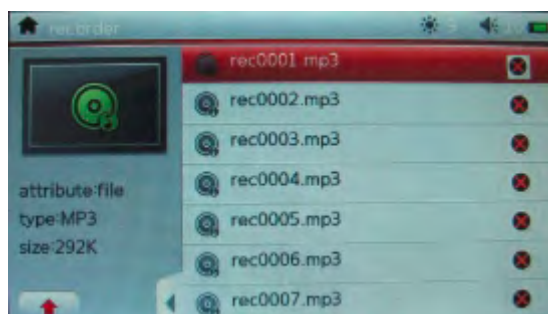 recorder
rec0001.mp3
rec0002.mp3
rec0003.mp3
rec0004.mp3
rec0005.mp3
rec0006.mp3
rec0007.mp3
attribute:file
type:MP3
size:292K